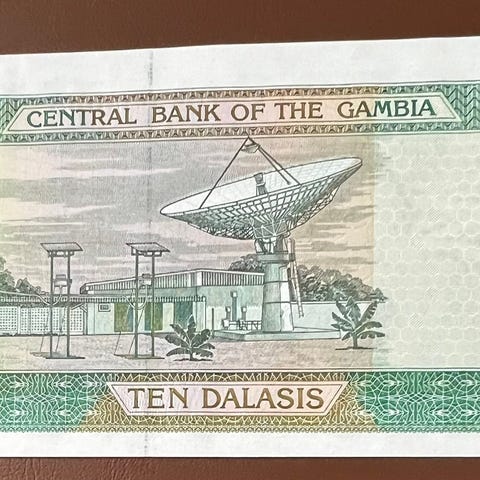 CENTRAL BANK OF THE GAMBIA
TEN DALASIS